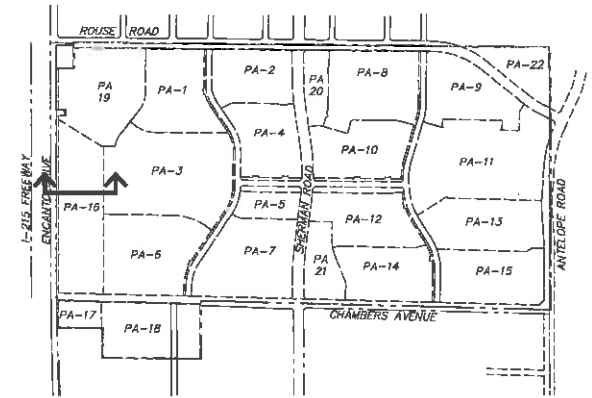 ROUSE ROAD
PA-22
PA-2
PA-8
PA
20
PA-9
PA
19
PA-1
PA-4
PA-10
PA-11
PA-3
I-215 FREEWAY
ENCANTO DRIVE
PA-16
PA-5
SHERMAN ROAD
PA-12
PA-13
ANTELOPE ROAD
PA-6
PA-7
PA
21
PA-14
PA-15
PA-17
PA-18
CHAMBERS AVENUE